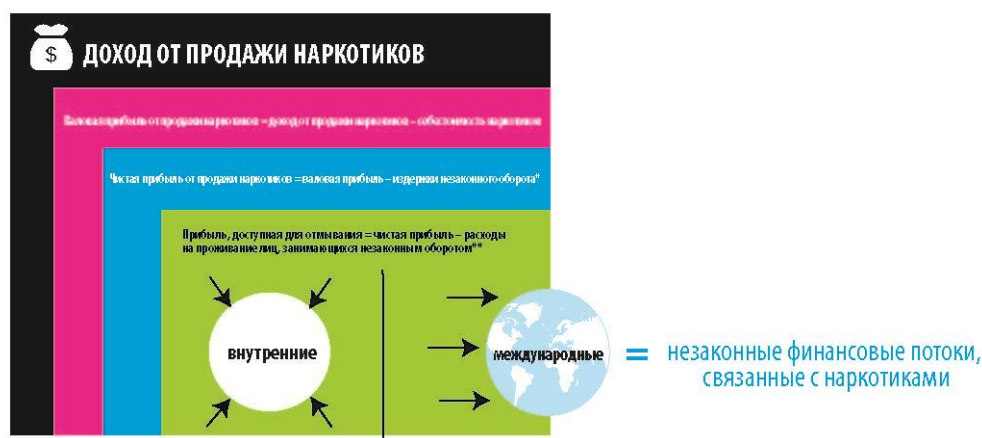 $ ДОХОД ОТ ПРОДАЖИ НАРКОТИКОВ
Валовая прибыль от продажи наркотиков = доход от продажи наркотиков – себестоимость наркотиков
Чистая прибыль от продажи наркотиков = валовая прибыль – издержки незаконного оборота*
Прибыль, доступная для отмывания = чистая прибыль – расходы
на проживание лиц, занимающихся незаконным оборотом**
внутренние
международные
= незаконные финансовые потоки,
связанные с наркотиками